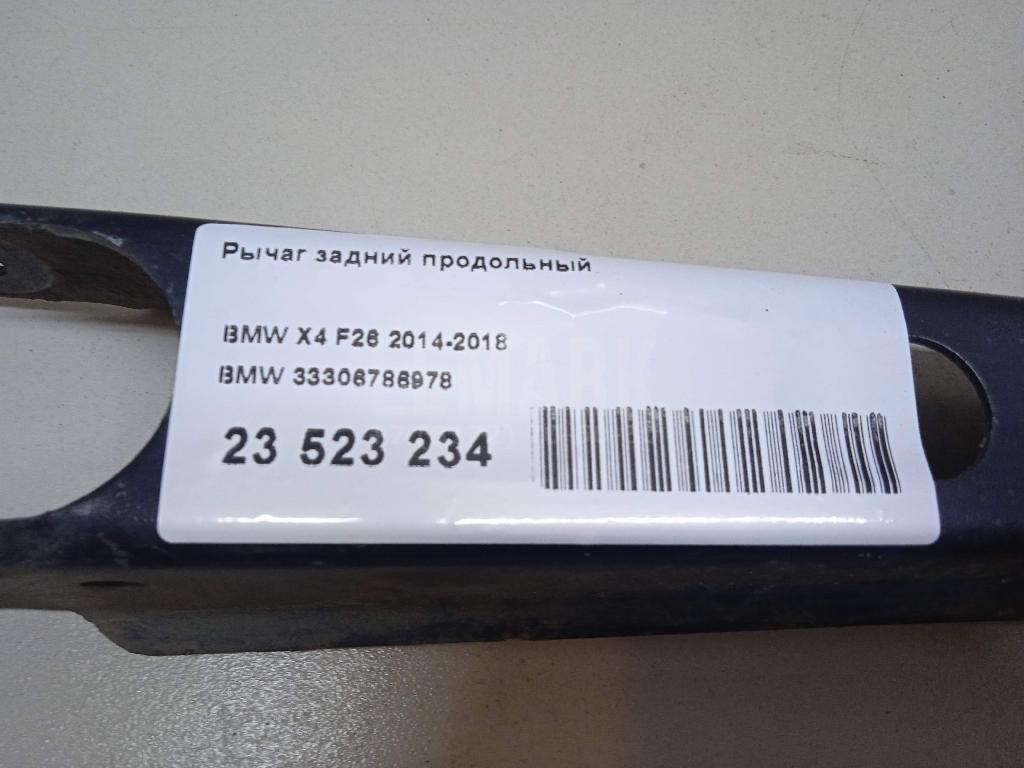 Рычаг задний продольный
BMW X4 F26 2014-2018
BMW 33306786978
23 523 234